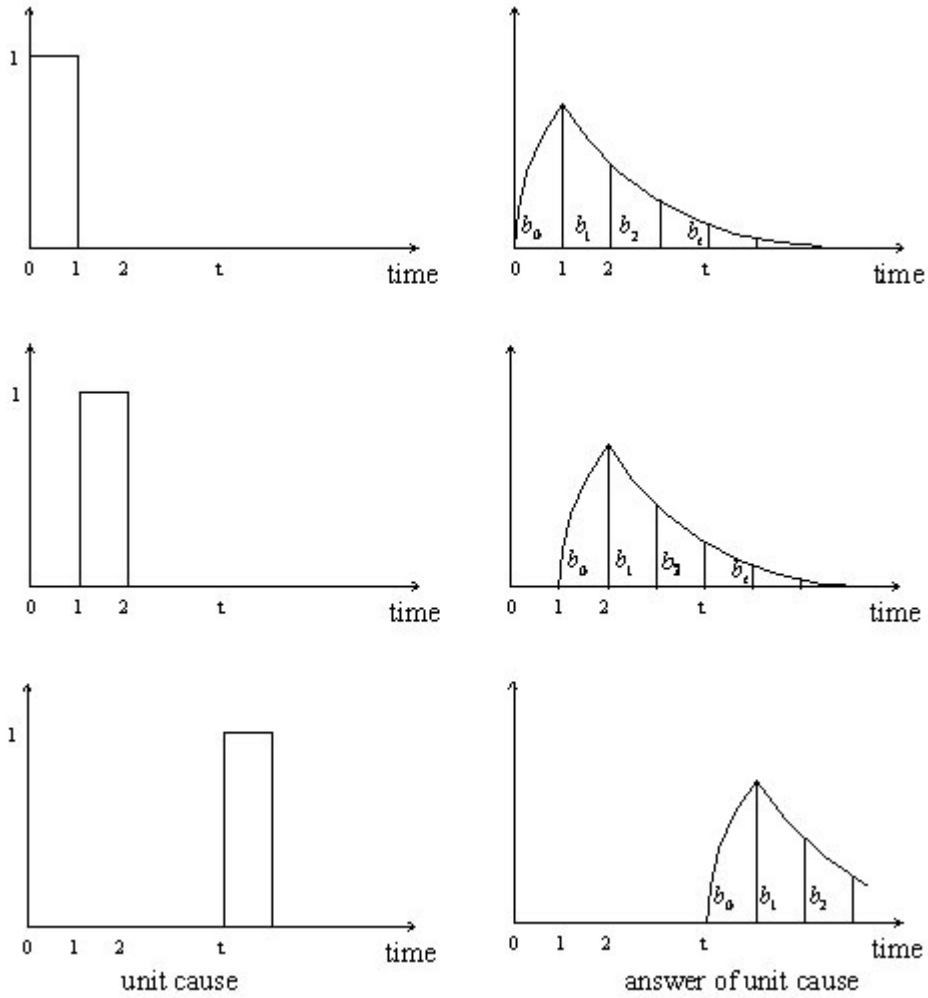 1
0 1 2 t time
b₀ b₁ b₂ bₜ
0 1 2 t time
1
0 1 2 t time
b₀ b₁ b₂ bₜ
0 1 2 t time
1
0 1 2 t time
unit cause
b₀ b₁ b₂
0 1 2 t time
answer of unit cause